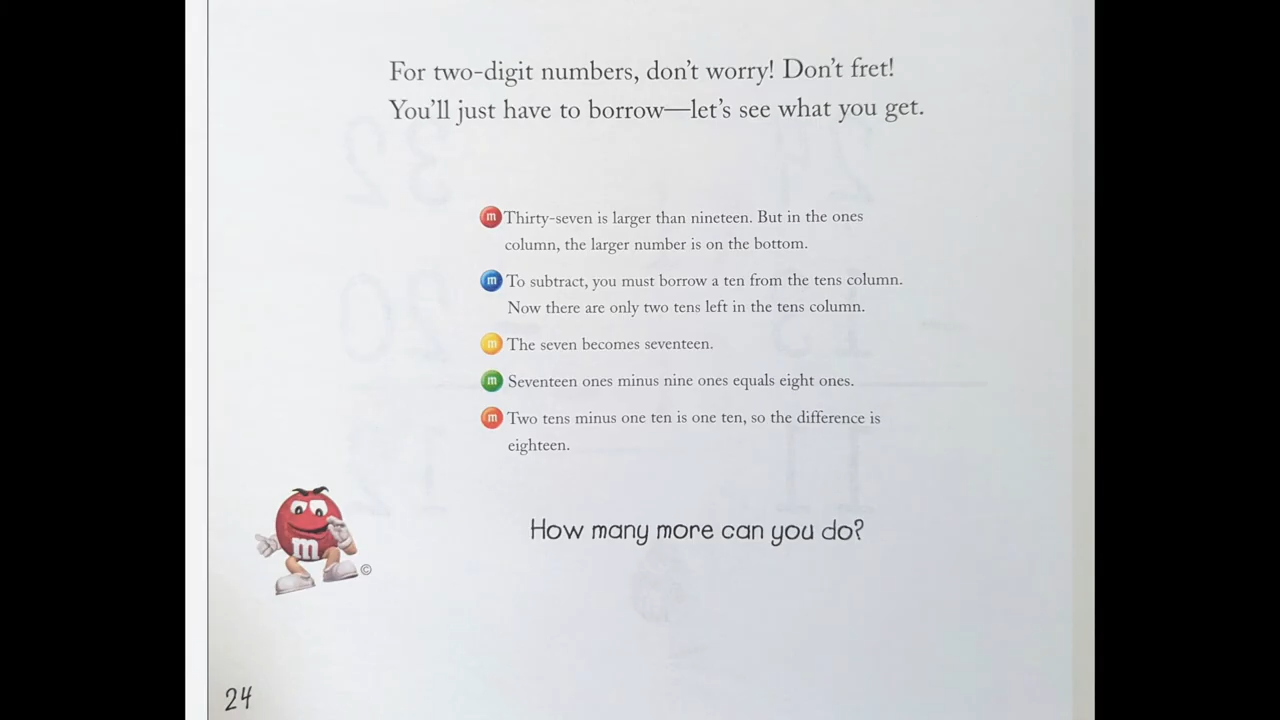 For two-digit numbers, don't worry! Don't fret!
You'll just have to borrow—let's see what you get.
m Thirty-seven is larger than nineteen. But in the ones
column, the larger number is on the bottom.
m To subtract, you must borrow a ten from the tens column.
Now there are only two tens left in the tens column.
m The seven becomes seventeen.
m Seventeen ones minus nine ones equals eight ones.
m Two tens minus one ten is one ten, so the difference is
eighteen.
How many more can you do?
m
©
24